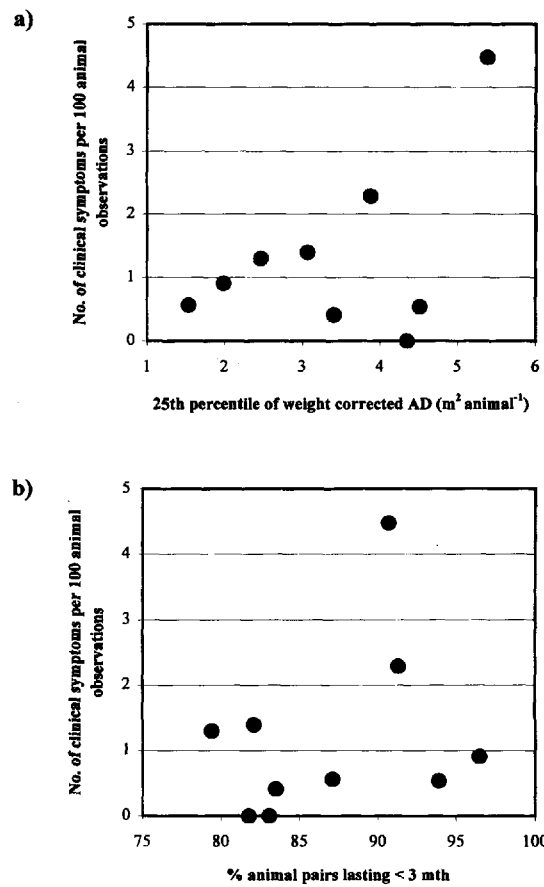 a)
No. of clinical symptoms per 100 animal
observations
5
4
3
2
1
0
1 2 3 4 5 6
25th percentile of weight corrected AD (m² animal⁻¹)
b)
No. of clinical symptoms per 100 animal
observations
5
4
3
2
1
0
75 80 85 90 95 100
% animal pairs lasting < 3 mth